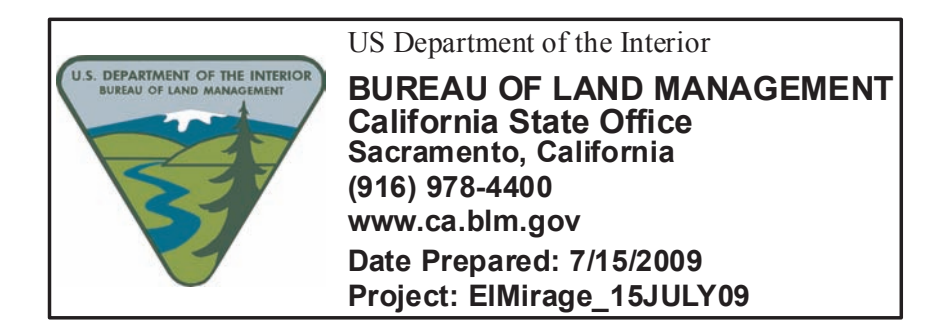 U.S. DEPARTMENT OF THE INTERIOR
BUREAU OF LAND MANAGEMENT
US Department of the Interior
BUREAU OF LAND MANAGEMENT
California State Office
Sacramento, California
(916) 978-4400
www.ca.blm.gov
Date Prepared: 7/15/2009
Project: ElMirage_15JULY09